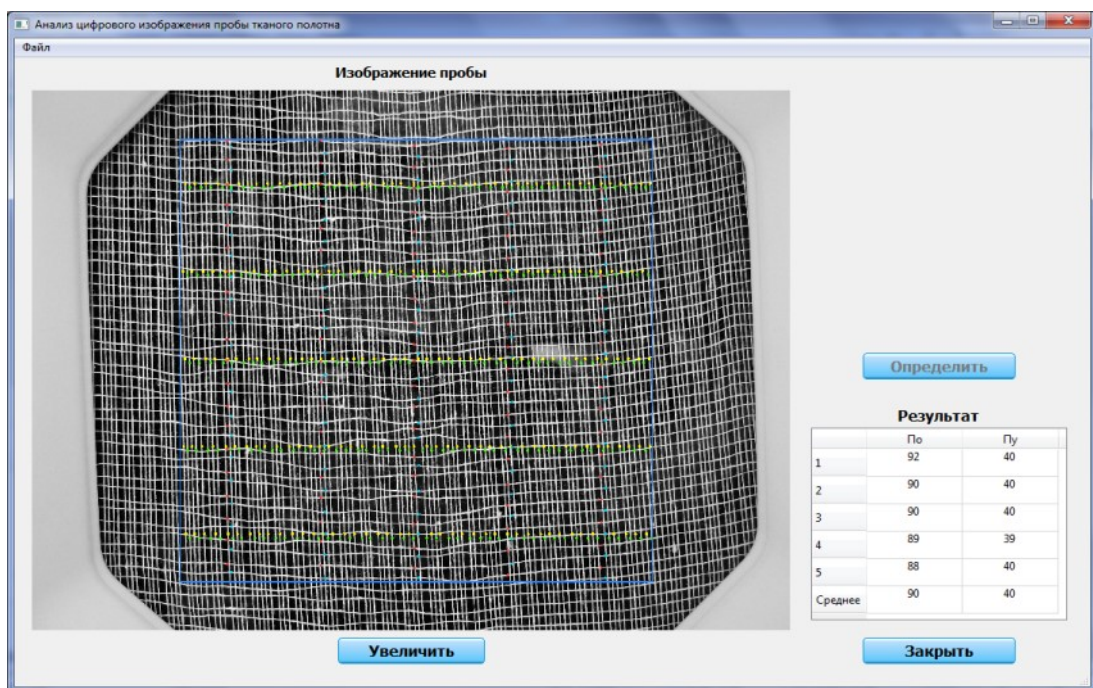 Анализ цифрового изображения пробы тканого полотна
Файл
Изображение пробы
Определить
Результат
По Пу
1 92 40
2 90 40
3 90 40
4 89 39
5 88 40
Среднее 90 40
Увеличить
Закрыть